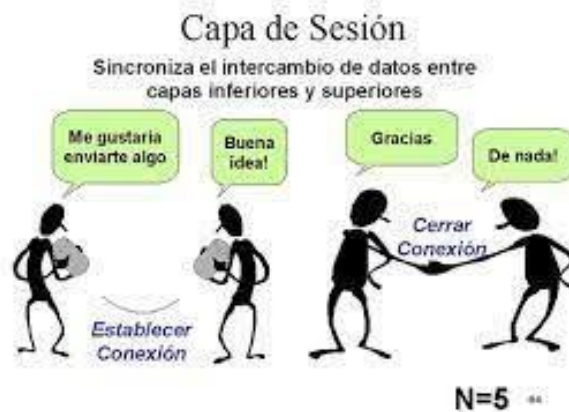 Capa de Sesión
Sincroniza el intercambio de datos entre
capas inferiores y superiores
Me gustaria
enviarte algo
Buena
idea!
Gracias
De nada!
Establecer
Conexión
Cerrar
Conexión
N=5